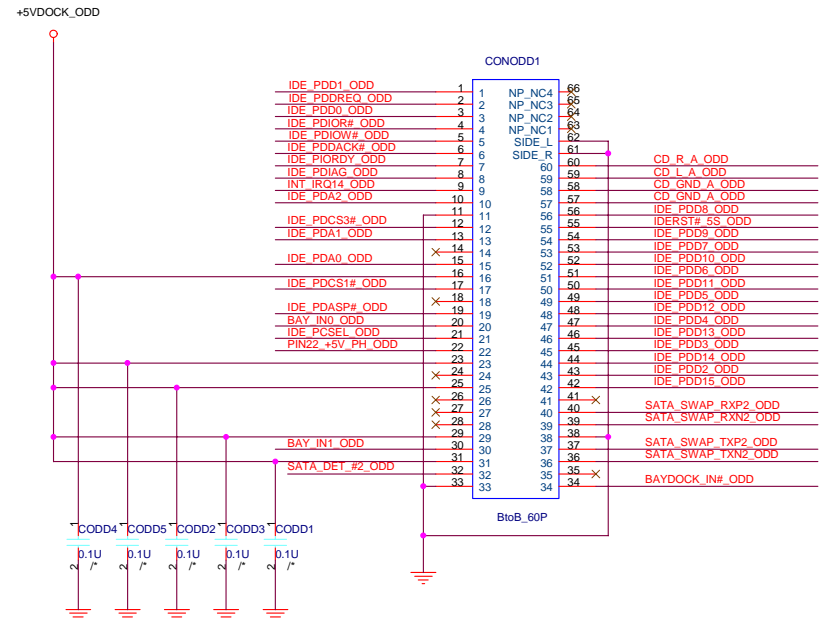 +5VDOCK_ODD
CONODD1
IDE_PDD1_ODD 1 1 NP_NC4 66
IDE_PDDREQ_ODD 2 2 NP_NC3 65
IDE_PDD0_ODD 3 3 NP_NC2 64
IDE_PDIOR#_ODD 4 4 NP_NC1 63
IDE_PDIOW#_ODD 5 5 SIDE_L 62
IDE_PDDACK#_ODD 6 6 SIDE_R 61
IDE_PIORDY_ODD 7 7 60 60 CD_R_A_ODD
IDE_PDIAG_ODD 8 8 59 59 CD_L_A_ODD
INT_IRQ14_ODD 9 9 58 58 CD_GND_A_ODD
IDE_PDA2_ODD 10 10 57 57 CD_GND_A_ODD
11 11 56 56 IDE_PDD8_ODD
IDE_PDCS3#_ODD 12 12 55 55 IDERST#_5S_ODD
IDE_PDA1_ODD 13 13 54 54 IDE_PDD9_ODD
14 14 53 53 IDE_PDD7_ODD
IDE_PDA0_ODD 15 15 52 52 IDE_PDD10_ODD
16 16 51 51 IDE_PDD6_ODD
IDE_PDCS1#_ODD 17 17 50 50 IDE_PDD11_ODD
18 18 49 49 IDE_PDD5_ODD
IDE_PDASP#_ODD 19 19 48 48 IDE_PDD12_ODD
BAY_IN0_ODD 20 20 47 47 IDE_PDD4_ODD
IDE_PCSEL_ODD 21 21 46 46 IDE_PDD13_ODD
PIN22_+5V_PH_ODD 22 22 45 45 IDE_PDD3_ODD
23 23 44 44 IDE_PDD14_ODD
24 24 43 43 IDE_PDD2_ODD
25 25 42 42 IDE_PDD15_ODD
26 26 41 41
27 27 40 40 SATA_SWAP_RXP2_ODD
28 28 39 39 SATA_SWAP_RXN2_ODD
29 29 38 38
BAY_IN1_ODD 30 30 37 37 SATA_SWAP_TXP2_ODD
31 31 36 36 SATA_SWAP_TXN2_ODD
SATA_DET_#2_ODD 32 32 35 35
33 33 34 34 BAYDOCK_IN#_ODD
BtoB_60P
1 CODD4 1 CODD5 1 CODD2 1 CODD3 1 CODD1
0.1U 0.1U 0.1U 0.1U 0.1U
2 /* 2 /* 2 /* 2 /* 2 /*